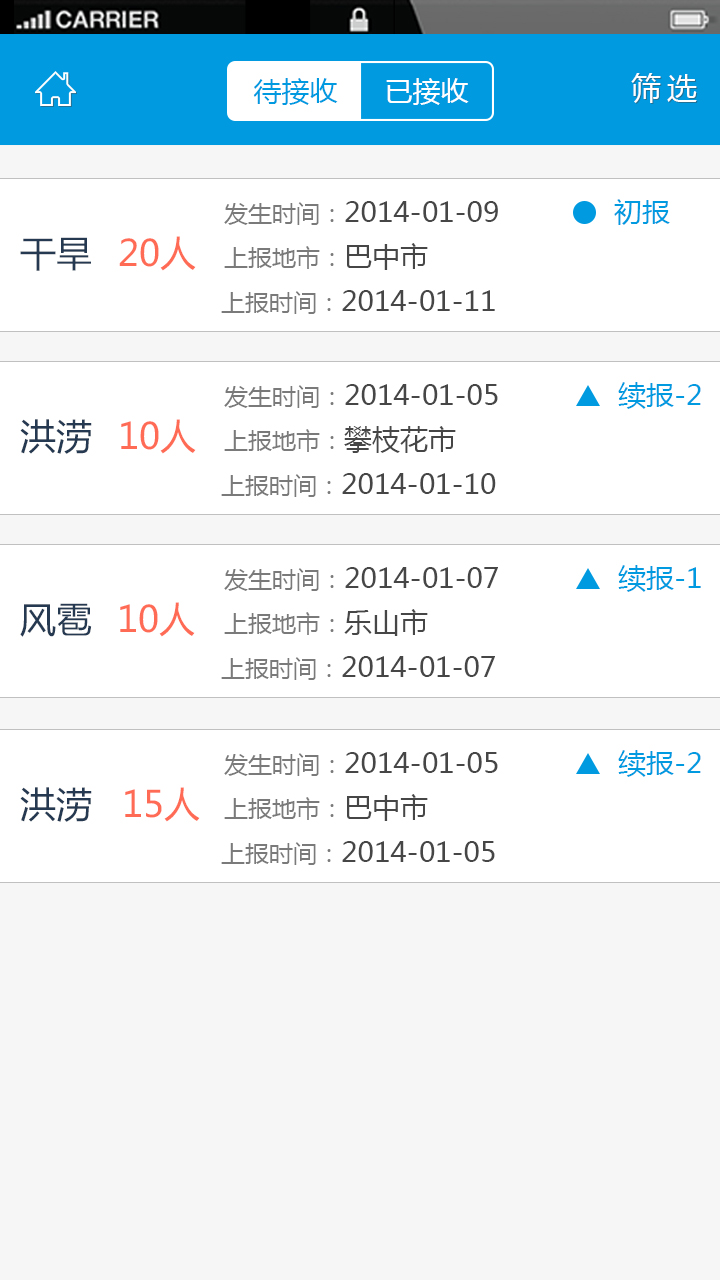 CARRIER
待接收 已接收 筛选
发生时间：2014-01-09 初报
干旱 20人 上报地市：巴中市
上报时间：2014-01-11
发生时间：2014-01-05 续报-2
洪涝 10人 上报地市：攀枝花市
上报时间：2014-01-10
发生时间：2014-01-07 续报-1
风雹 10人 上报地市：乐山市
上报时间：2014-01-07
发生时间：2014-01-05 续报-2
洪涝 15人 上报地市：巴中市
上报时间：2014-01-05